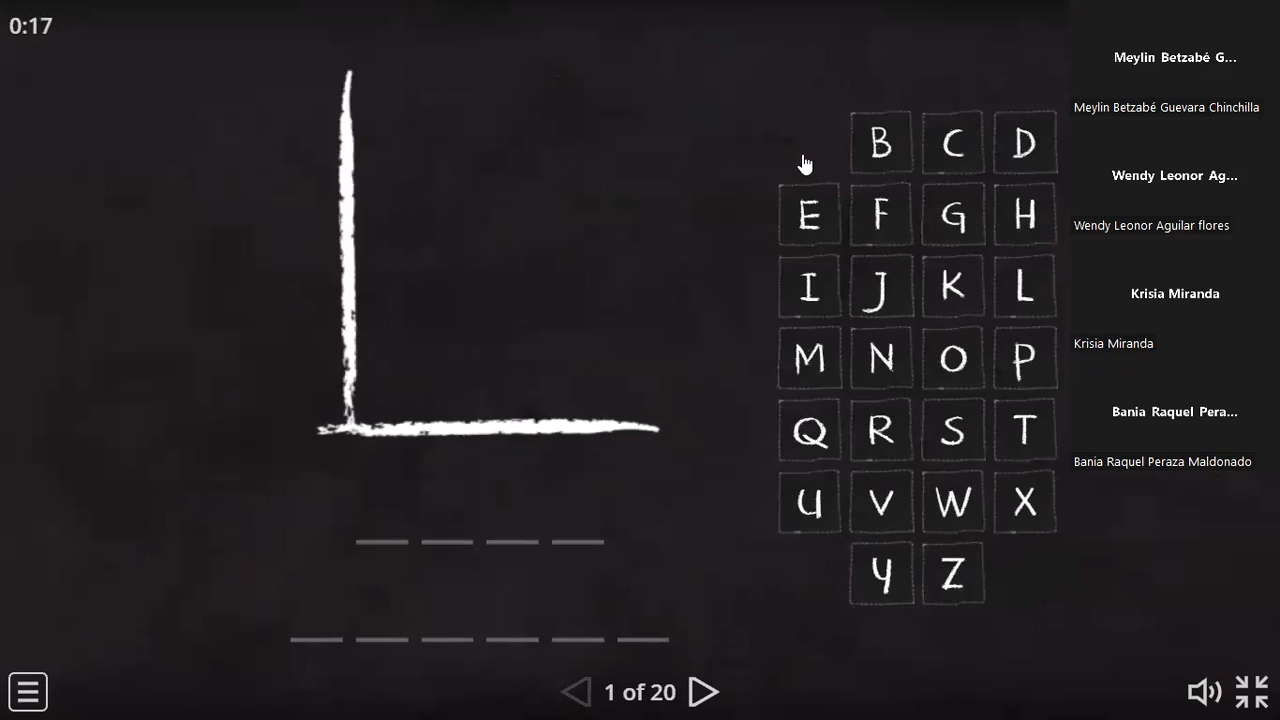 0:17
B C D
E F G H
I J K L
M N O P
Q R S T
U V W X
Y Z
1 of 20
Meylin Betzabé G...
Meylin Betzabé Guevara Chinchilla
Wendy Leonor Ag...
Wendy Leonor Aguilar flores
Krisia Miranda
Krisia Miranda
Bania Raquel Pera...
Bania Raquel Peraza Maldonado